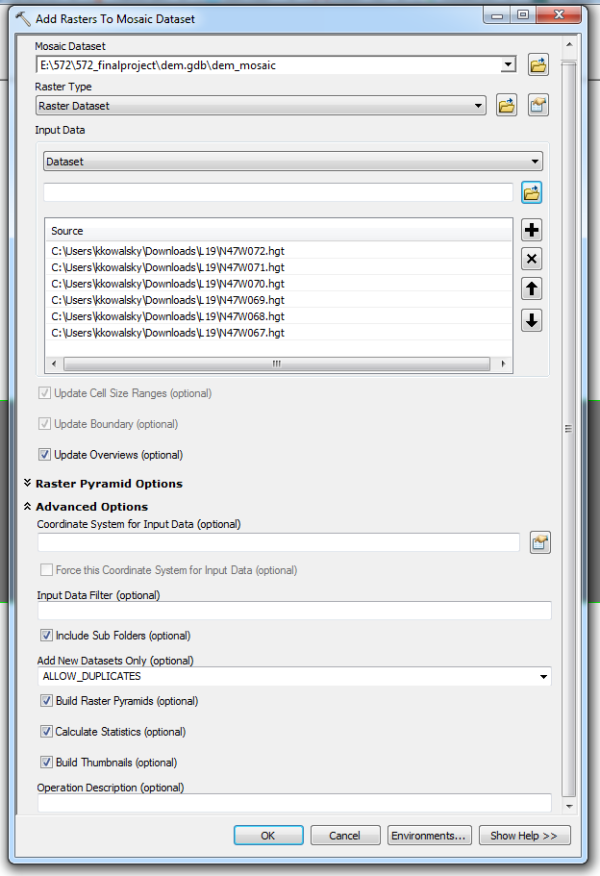 Add Rasters To Mosaic Dataset
Mosaic Dataset
E:\572\572_finalproject\dem.gdb\dem_mosaic
Raster Type
Raster Dataset
Input Data
Dataset
Source
C:\Users\kkowalsky\Downloads\L19\N47W072.hgt
C:\Users\kkowalsky\Downloads\L19\N47W071.hgt
C:\Users\kkowalsky\Downloads\L19\N47W070.hgt
C:\Users\kkowalsky\Downloads\L19\N47W069.hgt
C:\Users\kkowalsky\Downloads\L19\N47W068.hgt
C:\Users\kkowalsky\Downloads\L19\N47W067.hgt
Update Cell Size Ranges (optional)
Update Boundary (optional)
Update Overviews (optional)
Raster Pyramid Options
Advanced Options
Coordinate System for Input Data (optional)
Force this Coordinate System for Input Data (optional)
Input Data Filter (optional)
Include Sub Folders (optional)
Add New Datasets Only (optional)
ALLOW_DUPLICATES
Build Raster Pyramids (optional)
Calculate Statistics (optional)
Build Thumbnails (optional)
Operation Description (optional)
OK Cancel Environments... Show Help >>